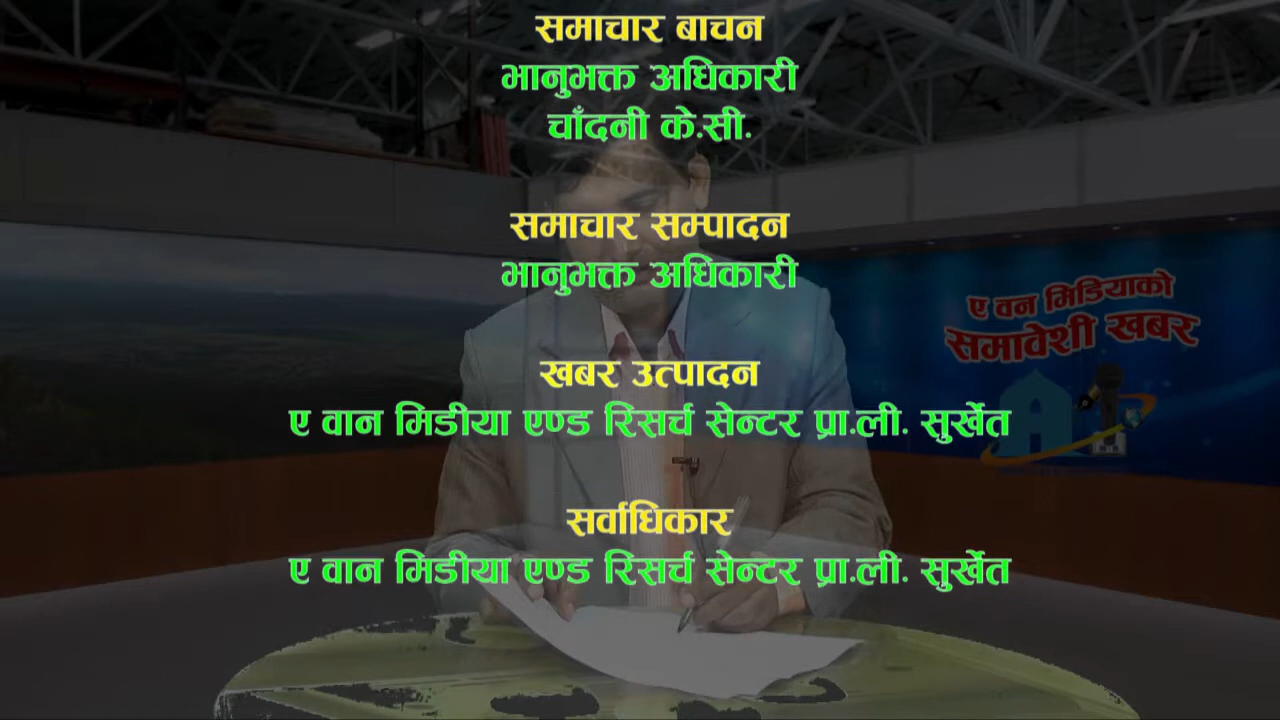 समाचार बाचन
भानुभक्त अधिकारी
चाँदनी के.सी.
समाचार सम्पादन
भानुभक्त अधिकारी
खबर उत्पादन
ए वान मिडीया एण्ड रिसर्च सेन्टर प्रा.ली. सुर्खेत
सर्वाधिकार
ए वान मिडीया एण्ड रिसर्च सेन्टर प्रा.ली. सुर्खेत
ए वन मिडियाको
समावेशी खबर